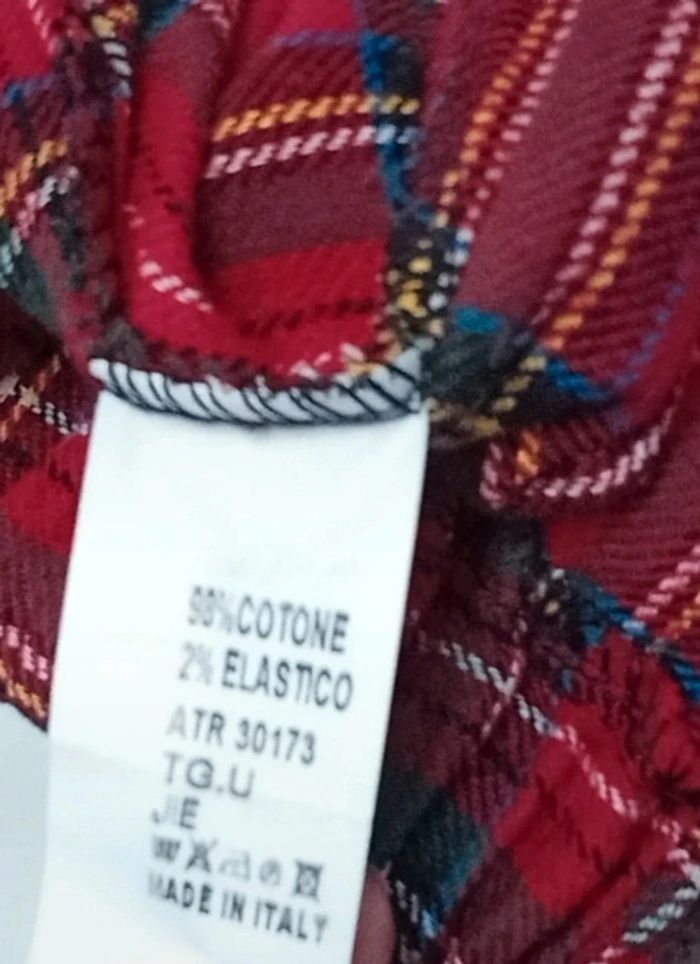 98%COTONE
2% ELASTICO
ATR 30173
TG.U
JIE
MADE IN ITALY